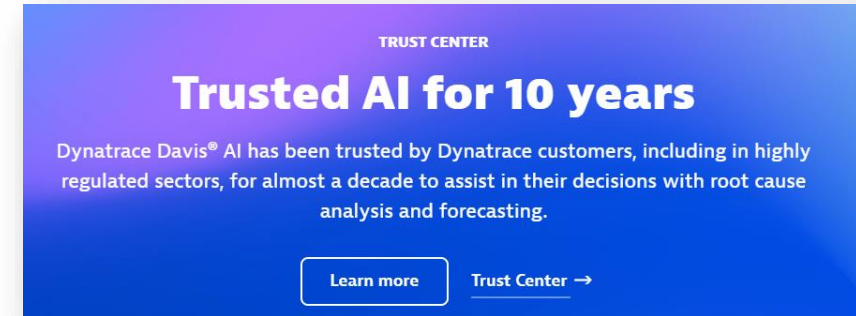 TRUST CENTER
Trusted AI for 10 years
Dynatrace Davis® AI has been trusted by Dynatrace customers, including in highly
regulated sectors, for almost a decade to assist in their decisions with root cause
analysis and forecasting.
Learn more Trust Center →